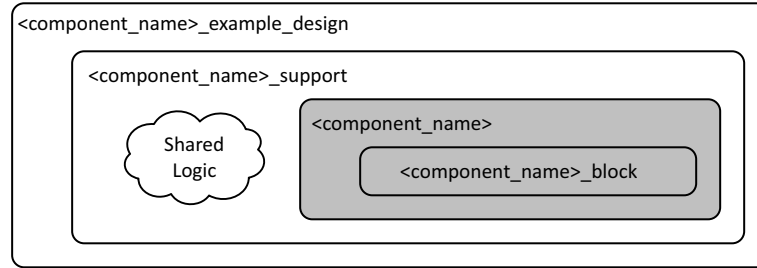 <component_name>_example_design
<component_name>_support
Shared
Logic
<component_name>
<component_name>_block